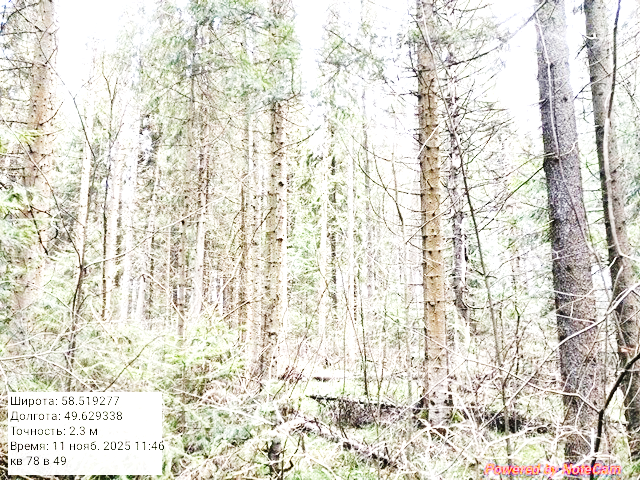 Широта: 58.519277
Долгота: 49.629338
Точность: 2.3 м
Время: 11 нояб. 2025 11:46
кв 78 в 49
Powered by NoteCam